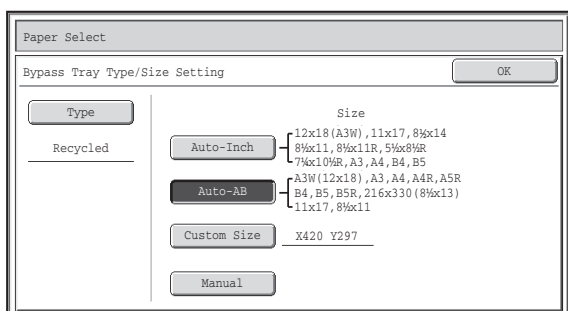 Paper Select
Bypass Tray Type/Size Setting
OK
Type
Recycled
Size
Auto-Inch
12x18(A3W),11x17,8½x14
8½x11,8½x11R,5½x8½R
7¼x10½R,A3,A4,B4,B5
Auto-AB
A3W(12x18),A3,A4,A4R,A5R
B4,B5,B5R,216x330(8½x13)
11x17,8½x11
Custom Size
X420 Y297
Manual